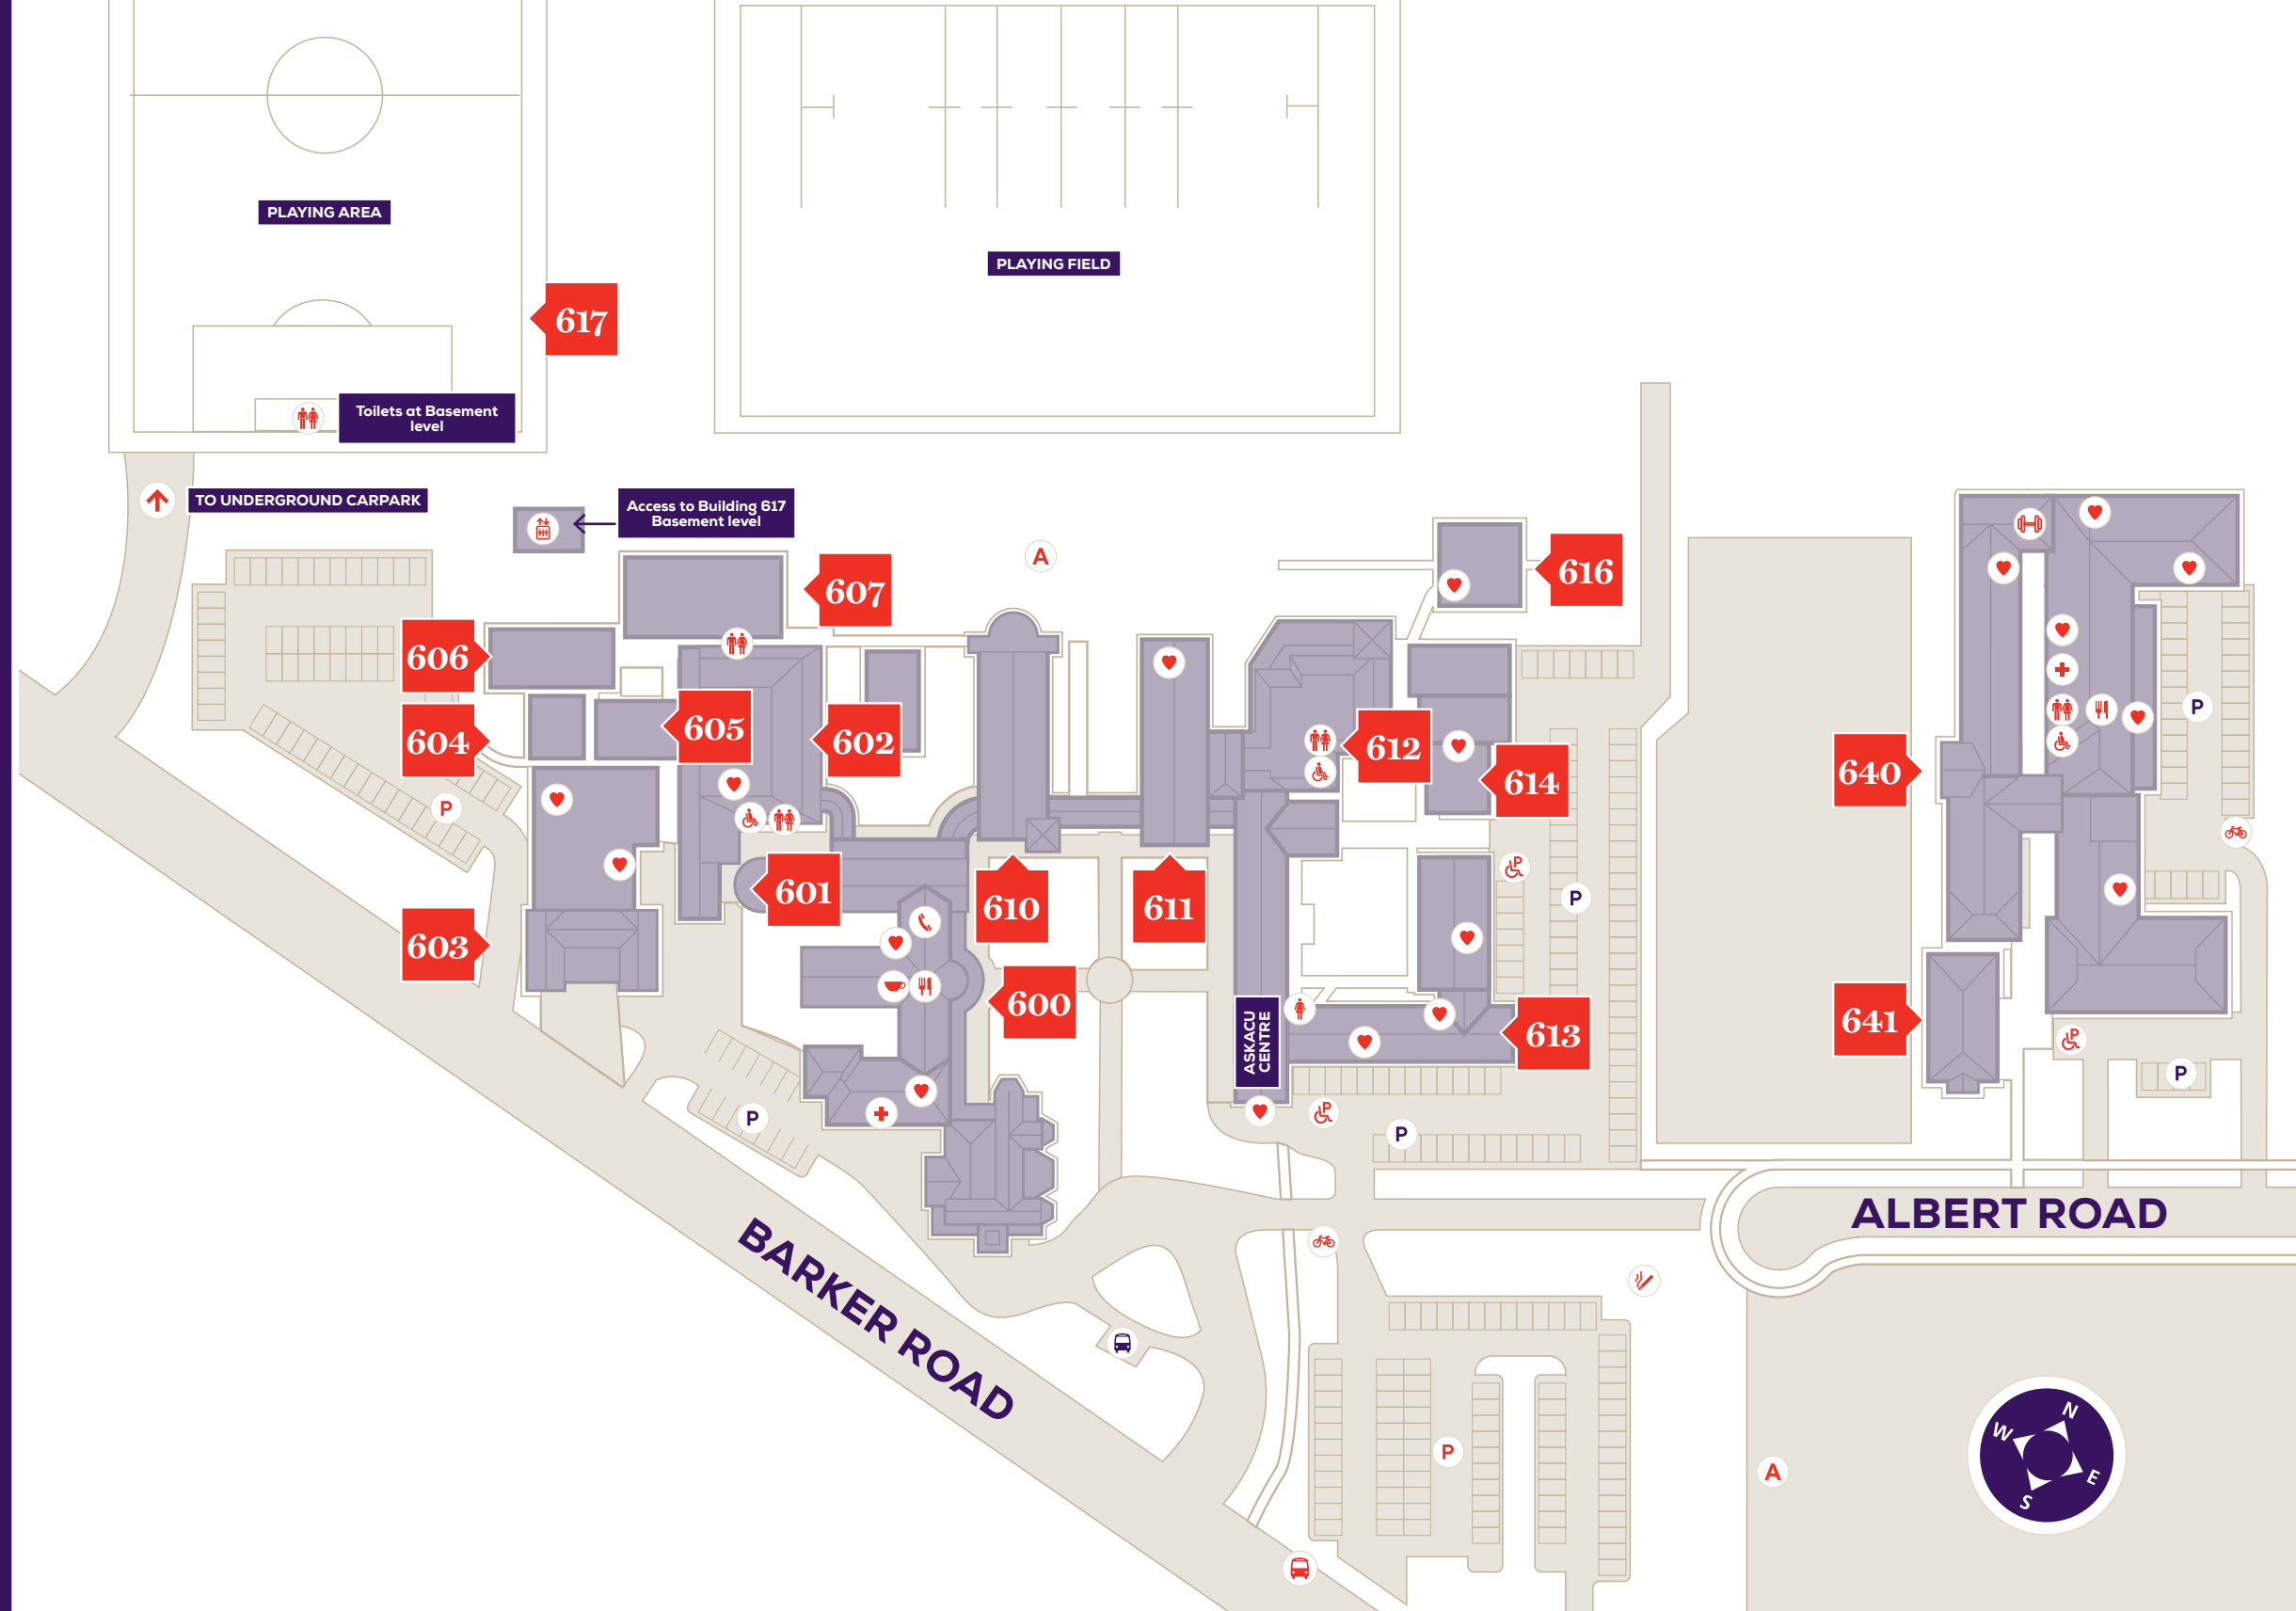 PLAYING AREA
PLAYING FIELD
617
Toilets at Basement
level
TO UNDERGROUND CARPARK
Access to Building 617
Basement level
A
607
616
606
605
604
602
612
614
640
P
P
603
601
610
611
P
P
600
ASKACU
CENTRE
613
641
P
P
P
P
P
P
BARKER ROAD
ALBERT ROAD
P
A
N
W
E
S